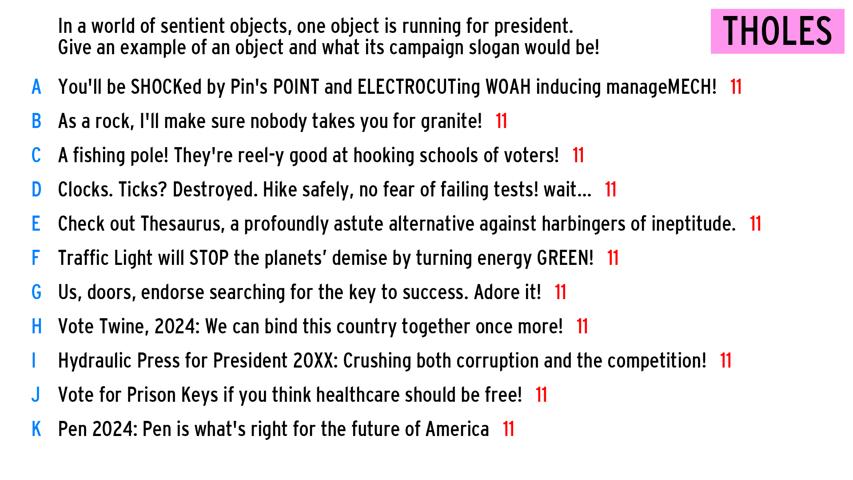 In a world of sentient objects, one object is running for president.
Give an example of an object and what its campaign slogan would be!
THOLES
A You'll be SHOCKed by Pin's POINT and ELECTROCUTing WOAH inducing manageMECH! 11
B As a rock, I'll make sure nobody takes you for granite! 11
C A fishing pole! They're reel-y good at hooking schools of voters! 11
D Clocks. Ticks? Destroyed. Hike safely, no fear of failing tests! wait... 11
E Check out Thesaurus, a profoundly astute alternative against harbingers of ineptitude. 11
F Traffic Light will STOP the planets’ demise by turning energy GREEN! 11
G Us, doors, endorse searching for the key to success. Adore it! 11
H Vote Twine, 2024: We can bind this country together once more! 11
I Hydraulic Press for President 20XX: Crushing both corruption and the competition! 11
J Vote for Prison Keys if you think healthcare should be free! 11
K Pen 2024: Pen is what's right for the future of America 11